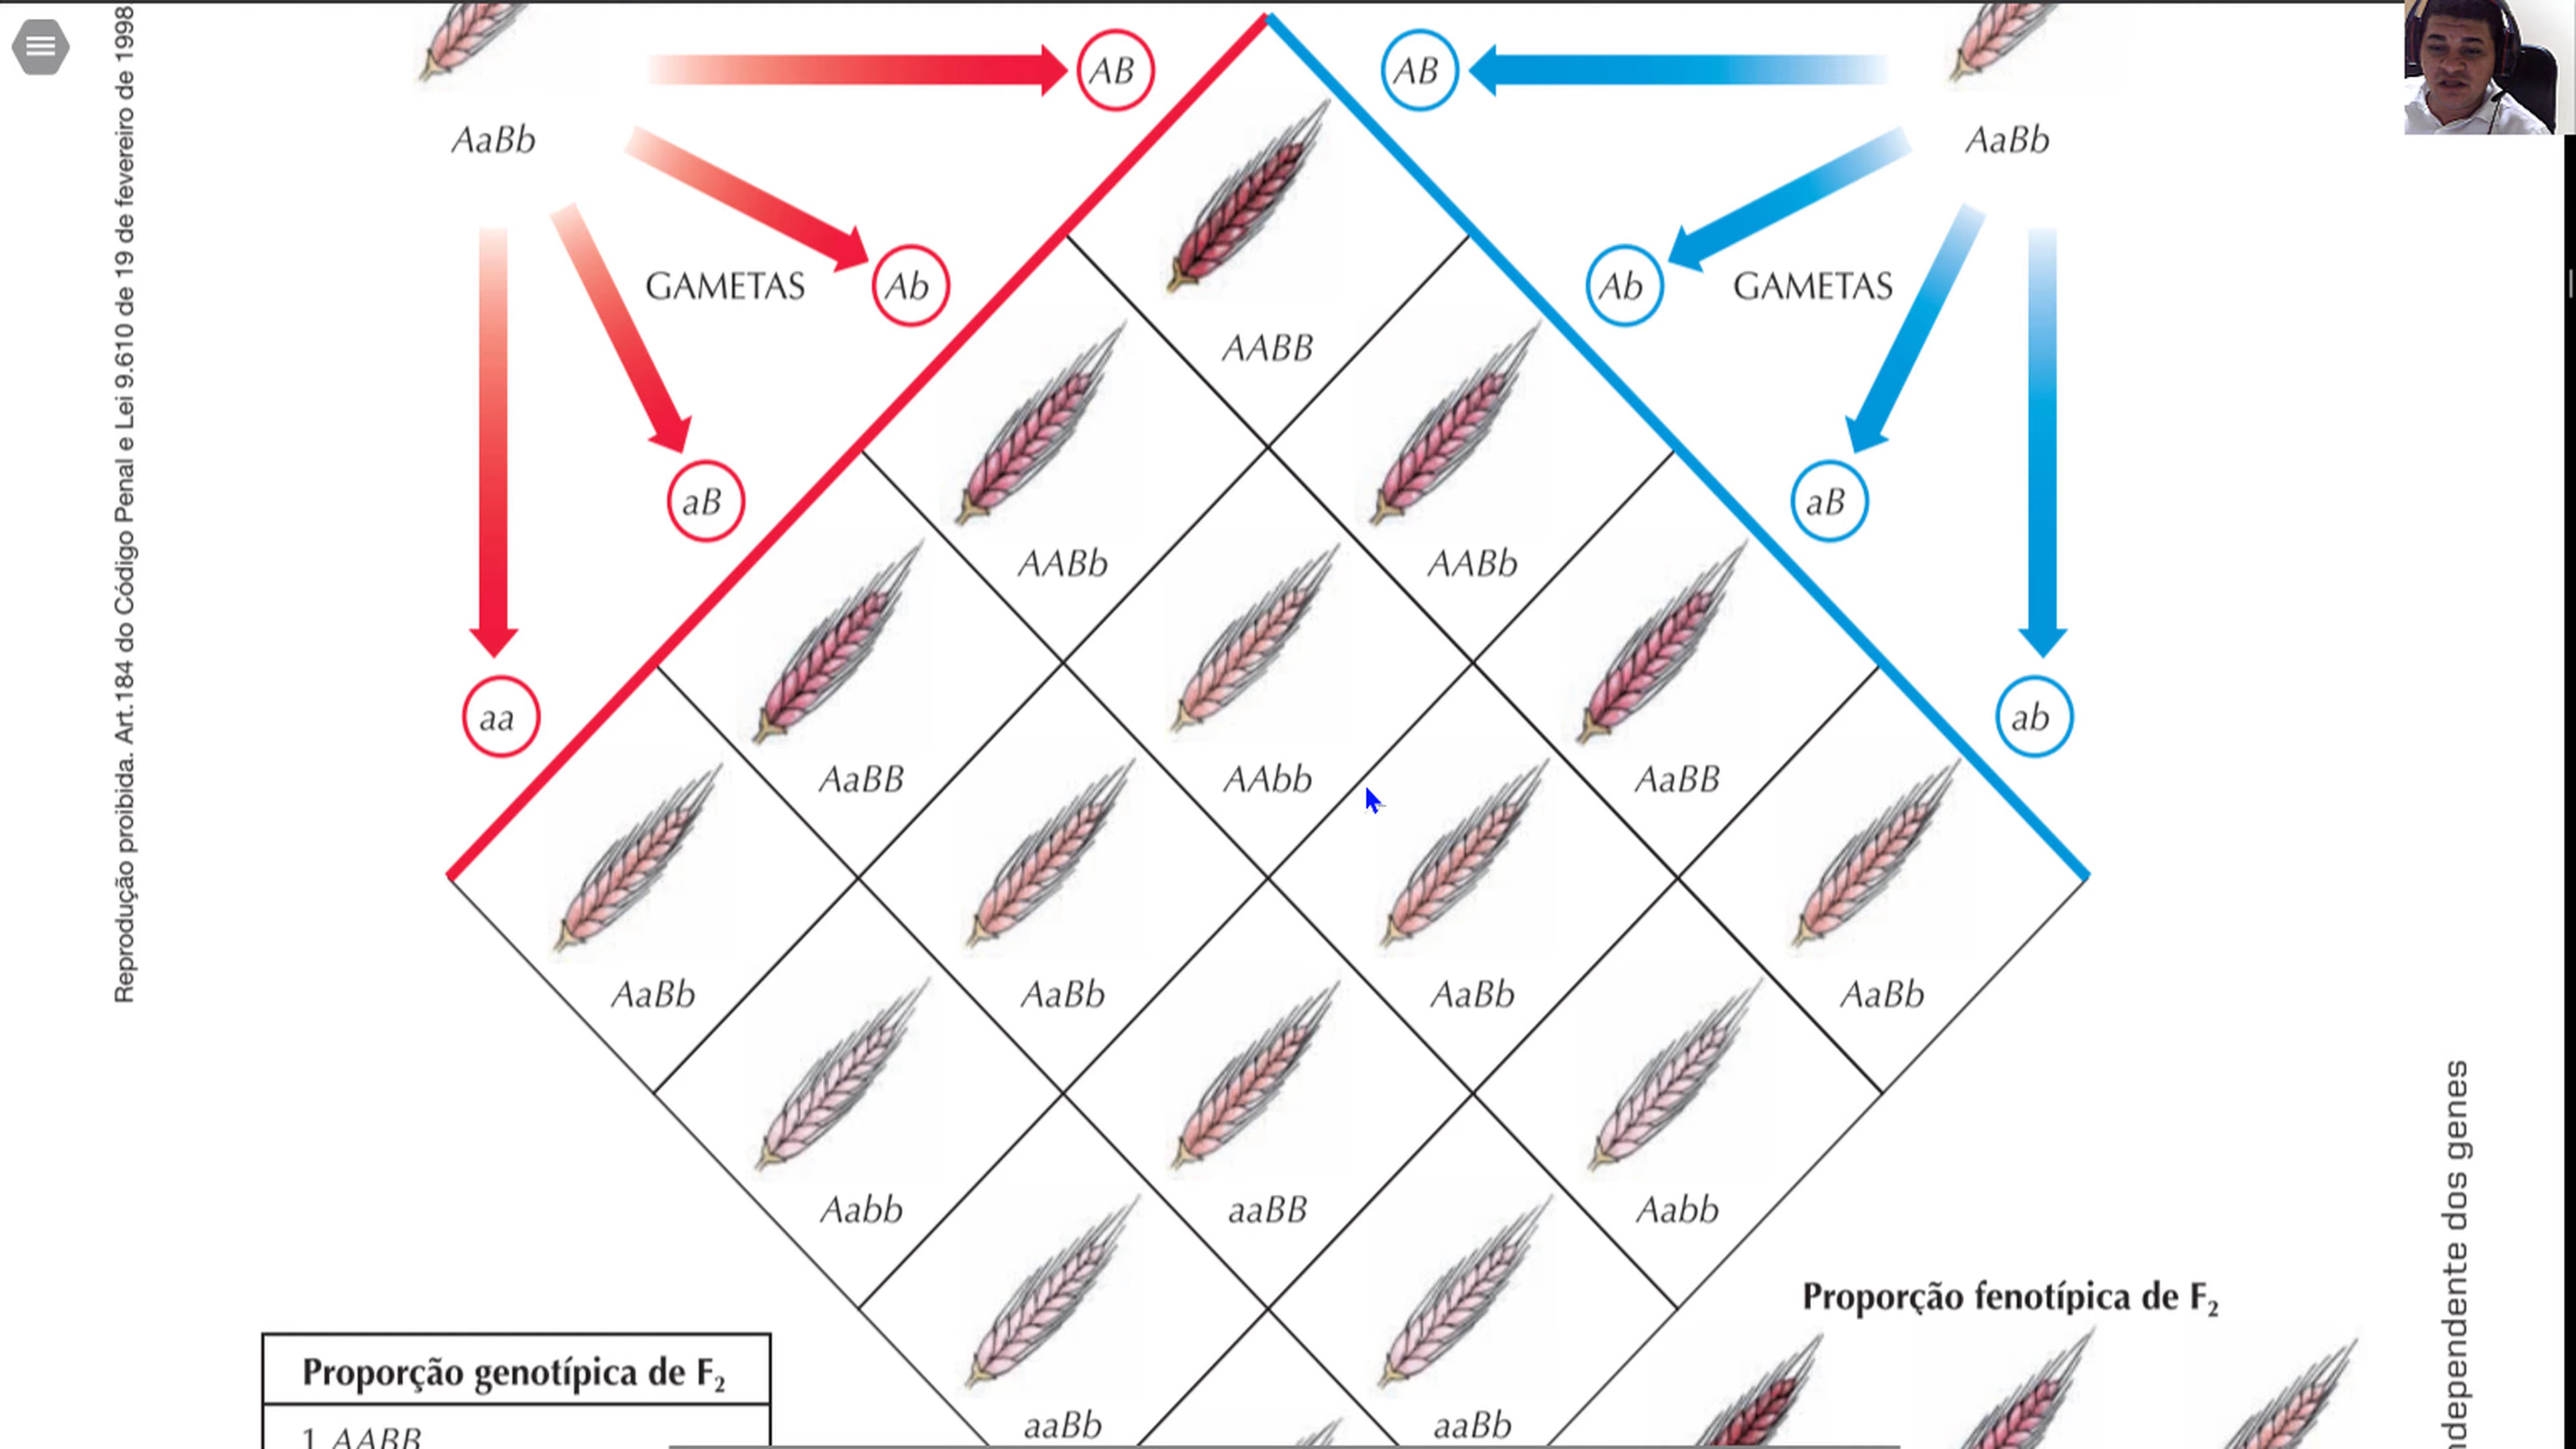 Reprodução proibida. Art.184 do Código Penal e Lei 9.610 de 19 de fevereiro de 1998
AB
AB
AaBb
AaBb
GAMETAS
Ab
Ab
GAMETAS
AABB
aB
aB
AABb
AABb
aa
ab
AaBB
AAbb
AaBB
AaBb
AaBb
AaBb
AaBb
Aabb
aaBB
Aabb
Proporção fenotípica de F₂
Proporção genotípica de F₂
aaBb
aaBb
1 AABB
ndependente dos genes